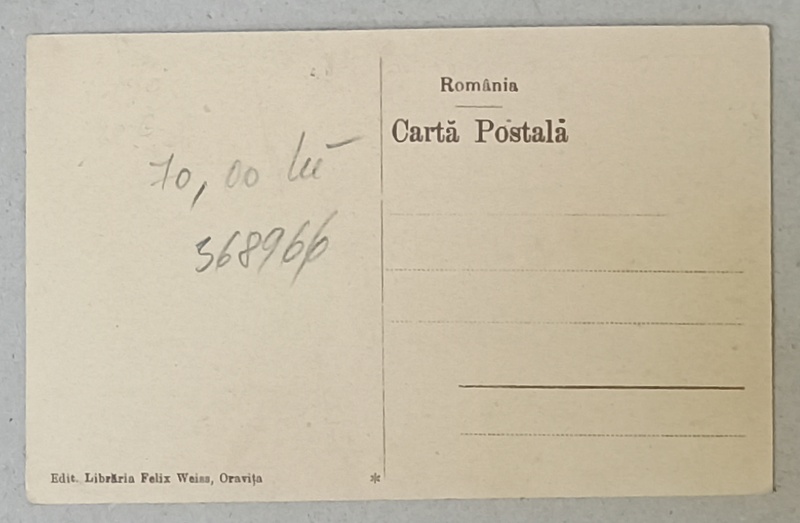 România
Cartă Postală
70,00 lei
368966
Edit. Librăria Felix Weiss, Oravița
*